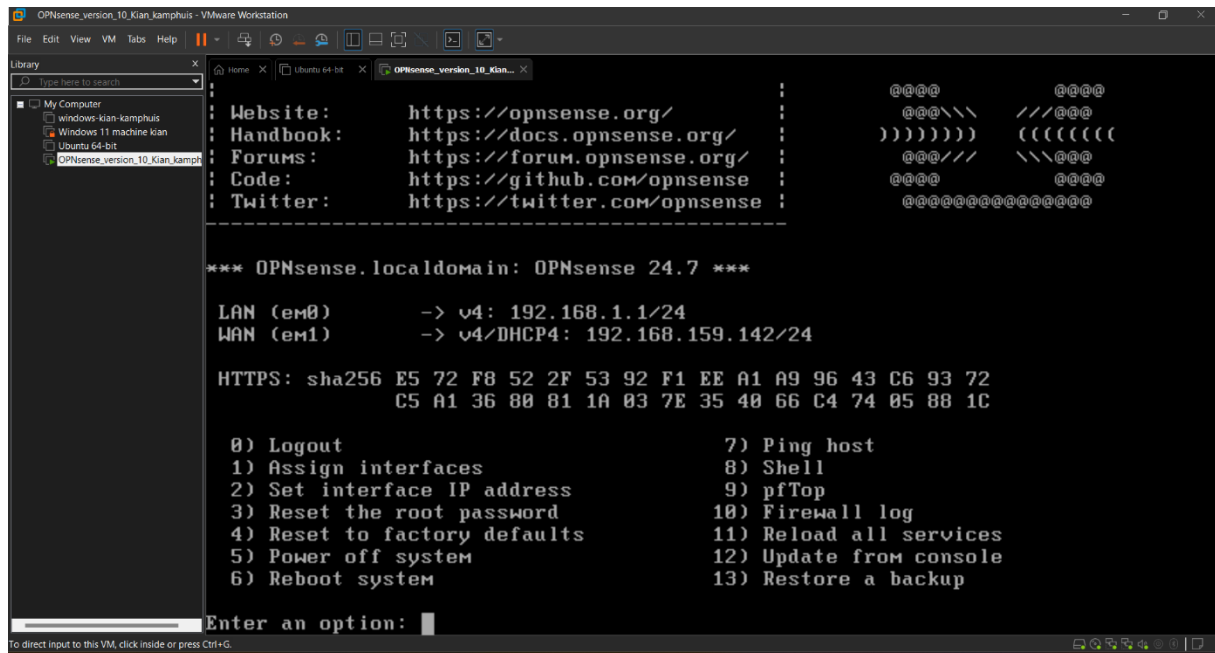 OPNsense_version_10_Kian_kamphuis - VMware Workstation
File Edit View VM Tabs Help
Library
Home
Ubuntu 64-bit
OPNsense_version_10_Kian...
Type here to search
My Computer
windows-kian-kamphuis
Windows 11 machine kian
Ubuntu 64-bit
OPNsense_version_10_Kian_kamph
| @@@@ @@@@
| Website: https://opnsense.org/ | @@@\\\ ///@@@
| Handbook: https://docs.opnsense.org/ | )))))))) ((((((((
| Forums: https://forum.opnsense.org/ | @@@/// \\\@@@
| Code: https://github.com/opnsense | @@@@ @@@@
| Twitter: https://twitter.com/opnsense | @@@@@@@@@@@@@@@
----------------------------------------------
*** OPNsense.localdomain: OPNsense 24.7 ***
LAN (em0) -> v4: 192.168.1.1/24
WAN (em1) -> v4/DHCP4: 192.168.159.142/24
HTTPS: sha256 E5 72 F8 52 2F 53 92 F1 EE A1 A9 96 43 C6 93 72
C5 A1 36 80 81 1A 03 7E 35 40 66 C4 74 05 88 1C
0) Logout 7) Ping host
1) Assign interfaces 8) Shell
2) Set interface IP address 9) pfTop
3) Reset the root password 10) Firewall log
4) Reset to factory defaults 11) Reload all services
5) Power off system 12) Update from console
6) Reboot system 13) Restore a backup
Enter an option:
To direct input to this VM, click inside or press Ctrl+G.